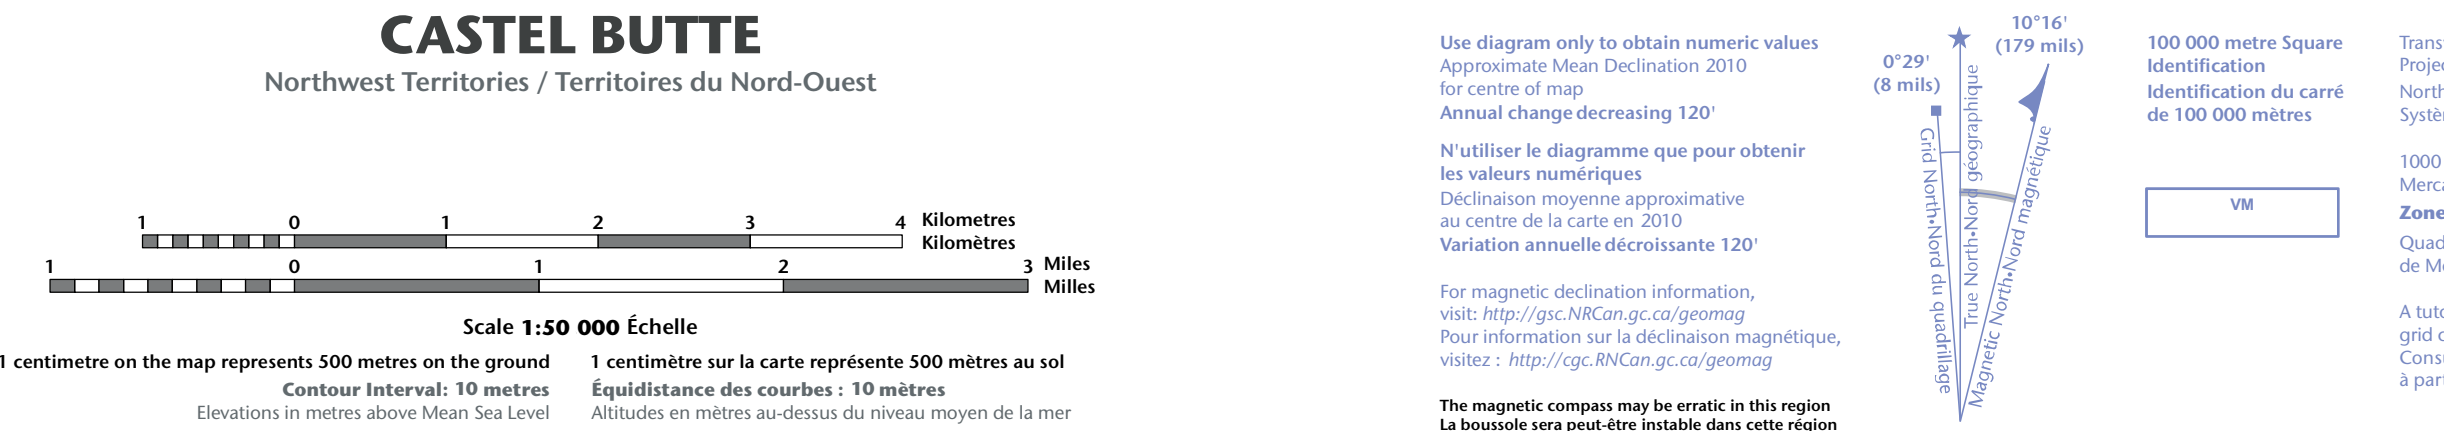 CASTEL BUTTE
Northwest Territories / Territoires du Nord-Ouest
1 0 1 2 3 4 Kilometres
Kilomètres
1 0 1 2 3 Miles
Milles
Scale 1:50 000 Échelle
1 centimetre on the map represents 500 metres on the ground
1 centimètre sur la carte représente 500 mètres au sol
Contour Interval: 10 metres
Équidistance des courbes : 10 mètres
Elevations in metres above Mean Sea Level
Altitudes en mètres au-dessus du niveau moyen de la mer
Use diagram only to obtain numeric values
Approximate Mean Declination 2010
for centre of map
Annual change decreasing 120'
N'utiliser le diagramme que pour obtenir
les valeurs numériques
Déclinaison moyenne approximative
au centre de la carte en 2010
Variation annuelle décroissante 120'
For magnetic declination information,
visit: http://gsc.NRCan.gc.ca/geomag
Pour information sur la déclinaison magnétique,
visitez : http://cgc.RNCan.gc.ca/geomag
The magnetic compass may be erratic in this region
La boussole sera peut-être instable dans cette région
0°29'
(8 mils)
10°16'
(179 mils)
Grid North•Nord du quadrillage
True North•Nord géographique
Magnetic North•Nord magnétique
100 000 metre Square
Identification
Identification du carré
de 100 000 mètres
VM
1000
Zone
A
grid
à